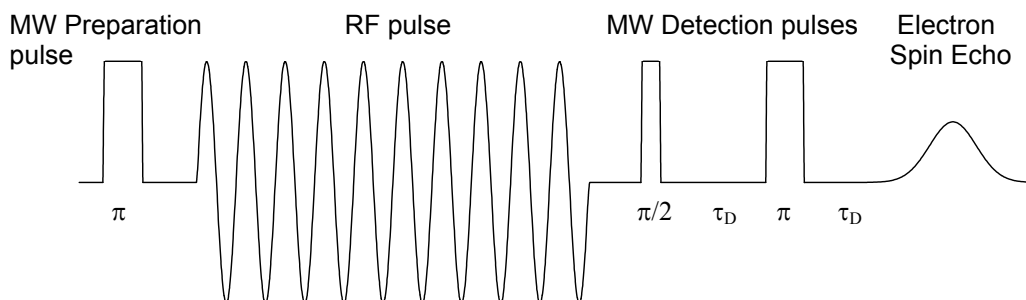 MW Preparation
pulse
RF pulse
MW Detection pulses
Electron
Spin Echo
π
π/2
τD
π
τD